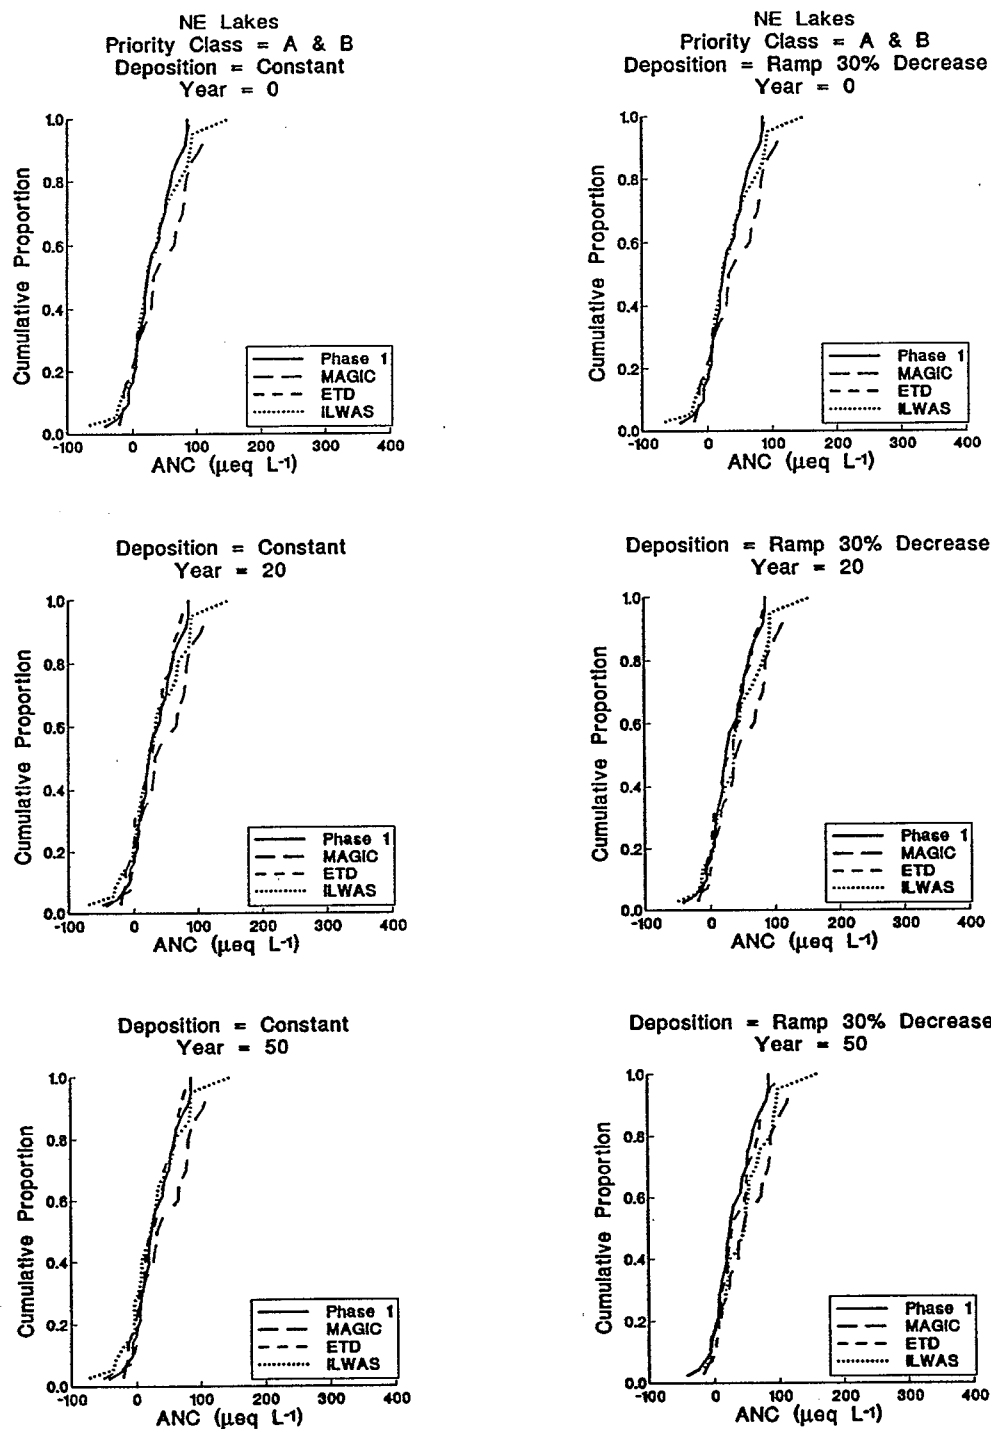 NE Lakes
Priority Class = A & B
Deposition = Constant
Year = 0
1.0
0.8
0.6
0.4
0.2
0.0
Cumulative Proportion
Phase 1
MAGIC
ETD
ILWAS
-100 0 100 200 300 400
ANC (μeq L-1)
NE Lakes
Priority Class = A & B
Deposition = Ramp 30% Decrease
Year = 0
1.0
0.8
0.6
0.4
0.2
0.0
Cumulative Proportion
Phase 1
MAGIC
ETD
ILWAS
-100 0 100 200 300 400
ANC (μeq L-1)
Deposition = Constant
Year = 20
1.0
0.8
0.6
0.4
0.2
0.0
Cumulative Proportion
Phase 1
MAGIC
ETD
ILWAS
-100 0 100 200 300 400
ANC (μeq L-1)
Deposition = Ramp 30% Decrease
Year = 20
1.0
0.8
0.6
0.4
0.2
0.0
Cumulative Proportion
Phase 1
MAGIC
ETD
ILWAS
-100 0 100 200 300 400
ANC (μeq L-1)
Deposition = Constant
Year = 50
1.0
0.8
0.6
0.4
0.2
0.0
Cumulative Proportion
Phase 1
MAGIC
ETD
ILWAS
-100 0 100 200 300 400
ANC (μeq L-1)
Deposition = Ramp 30% Decrease
Year = 50
1.0
0.8
0.6
0.4
0.2
0.0
Cumulative Proportion
Phase 1
MAGIC
ETD
ILWAS
-100 0 100 200 300 400
ANC (μeq L-1)